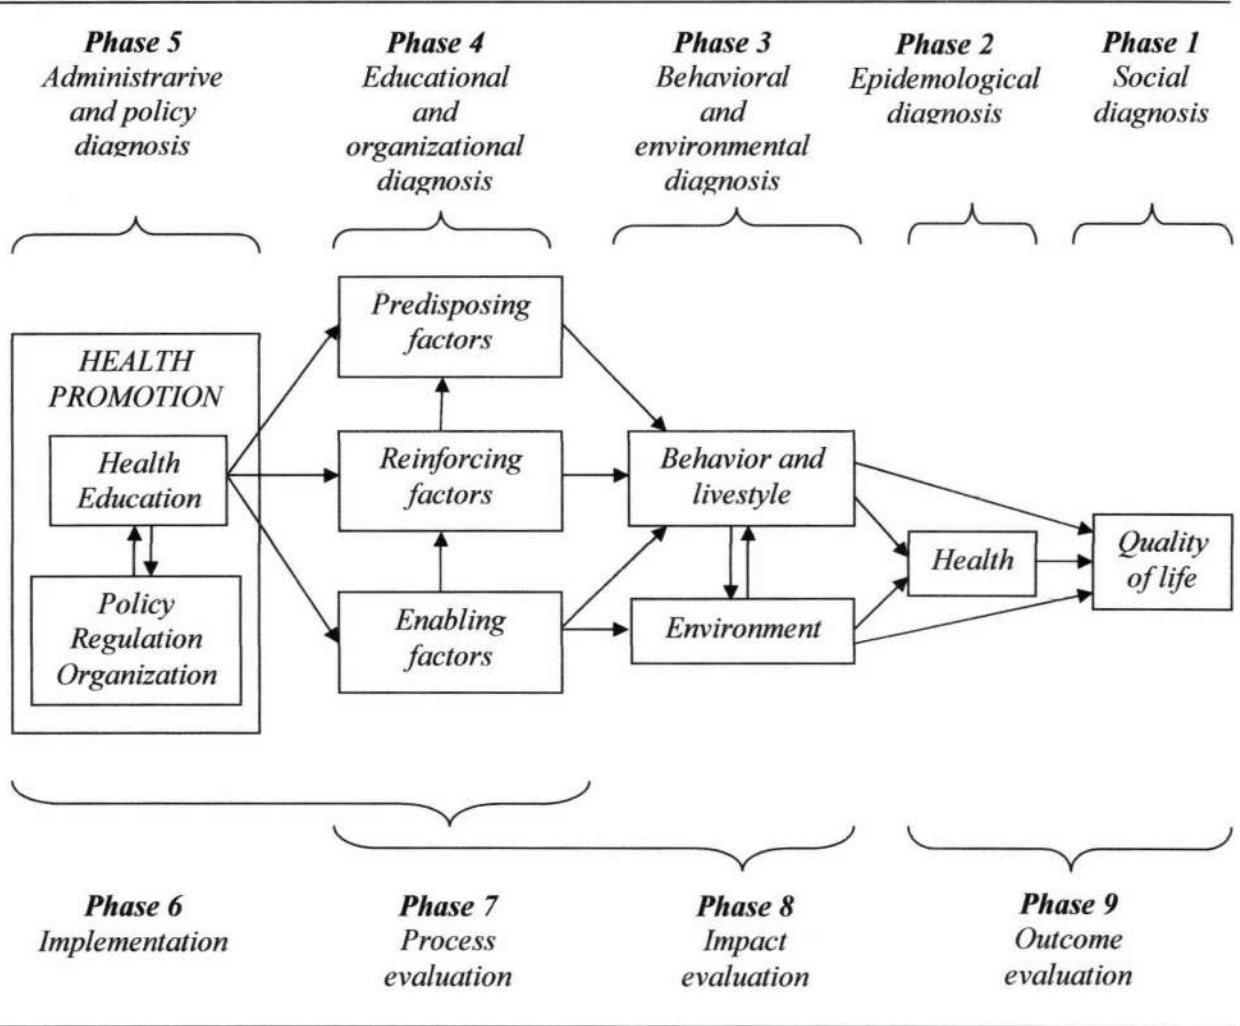 Phase 5
Administrarive
and policy
diagnosis
Phase 4
Educational
and
organizational
diagnosis
Phase 3
Behavioral
and
environmental
diagnosis
Phase 2
Epidemological
diagnosis
Phase 1
Social
diagnosis
HEALTH
PROMOTION
Health
Education
Policy
Regulation
Organization
Predisposing
factors
Reinforcing
factors
Enabling
factors
Behavior and
livestyle
Environment
Health
Quality
of life
Phase 6
Implementation
Phase 7
Process
evaluation
Phase 8
Impact
evaluation
Phase 9
Outcome
evaluation